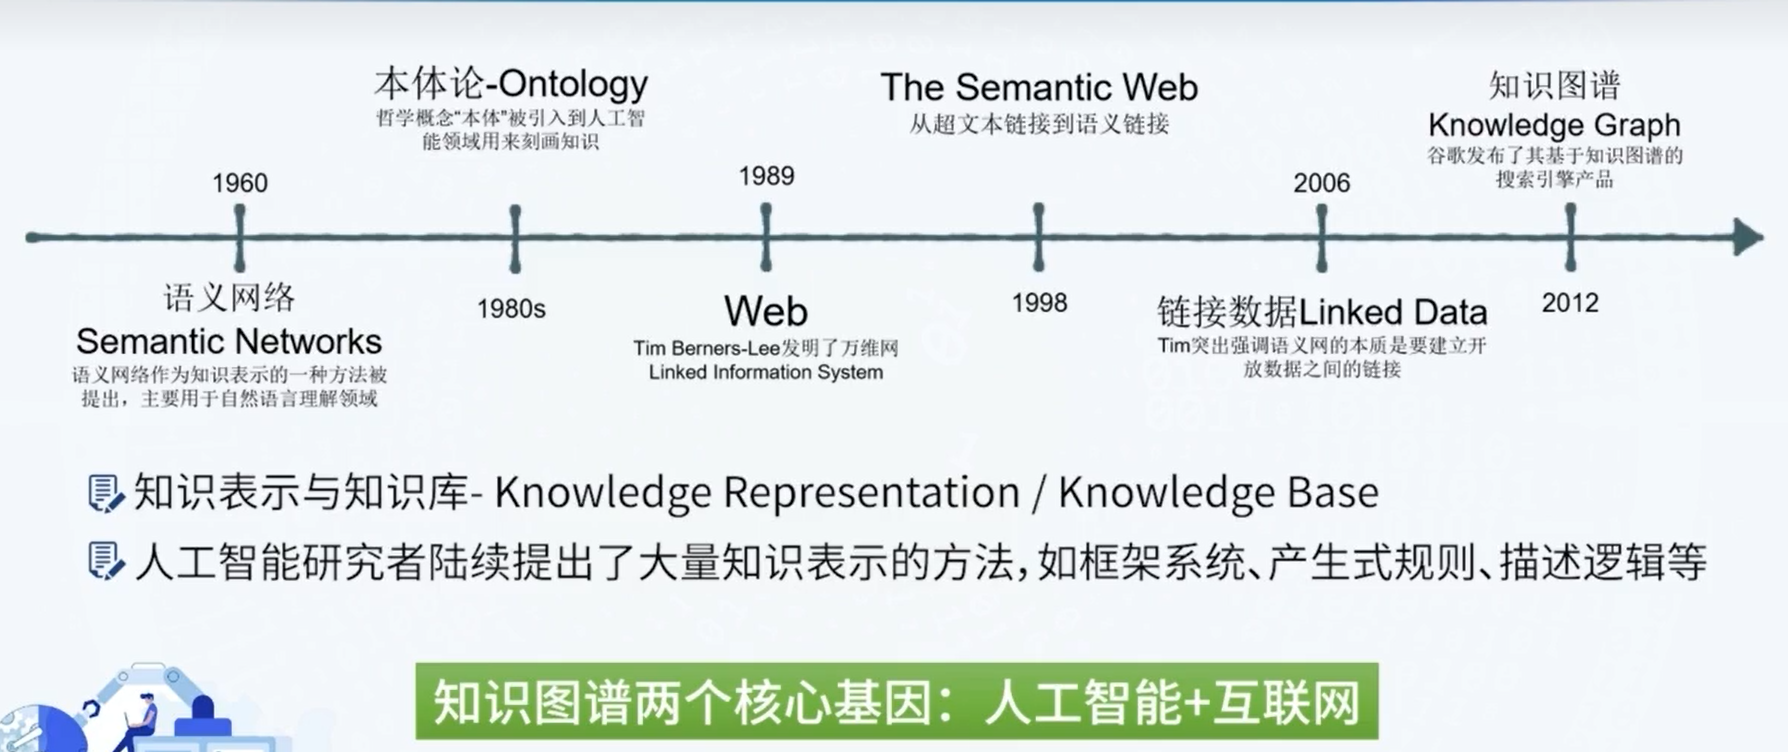 本体论-Ontology
哲学概念“本体”被引入到人工智
能领域用来刻画知识
The Semantic Web
从超文本链接到语义链接
知识图谱
Knowledge Graph
谷歌发布了其基于知识图谱的
搜索引擎产品
1960
1989
2006
语义网络
Semantic Networks
语义网络作为知识表示的一种方法被
提出，主要用于自然语言理解领域
1980s
Web
Tim Berners-Lee发明了万维网
Linked Information System
1998
链接数据Linked Data
Tim突出强调语义网的本质是要建立开
放数据之间的链接
2012
知识表示与知识库- Knowledge Representation / Knowledge Base
人工智能研究者陆续提出了大量知识表示的方法，如框架系统、产生式规则、描述逻辑等
知识图谱两个核心基因：人工智能+互联网